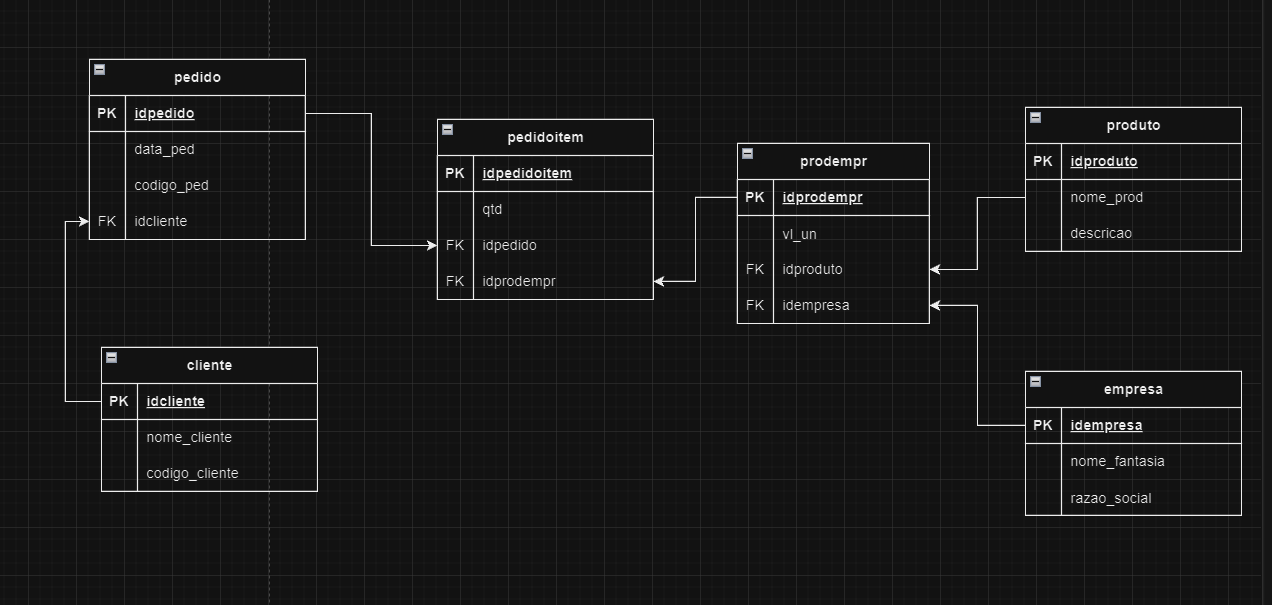 pedido
PK idpedido
data_ped
codigo_ped
FK idcliente
cliente
PK idcliente
nome_cliente
codigo_cliente
pedidoitem
PK idpedidoitem
qtd
FK idpedido
FK idprodempr
prodempr
PK idprodempr
vl_un
FK idproduto
FK idempresa
produto
PK idproduto
nome_prod
descricao
empresa
PK idempresa
nome_fantasia
razao_social